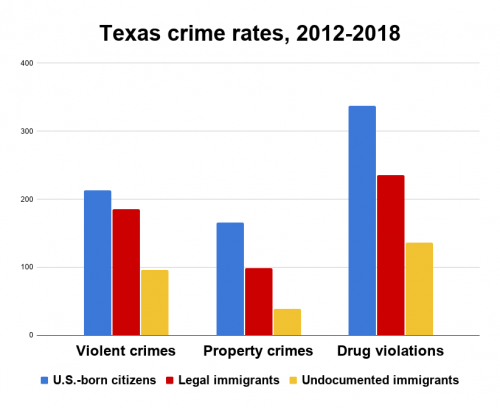 Texas crime rates, 2012-2018
400
300
200
100
0
Violent crimes Property crimes Drug violations
U.S.-born citizens Legal immigrants Undocumented immigrants